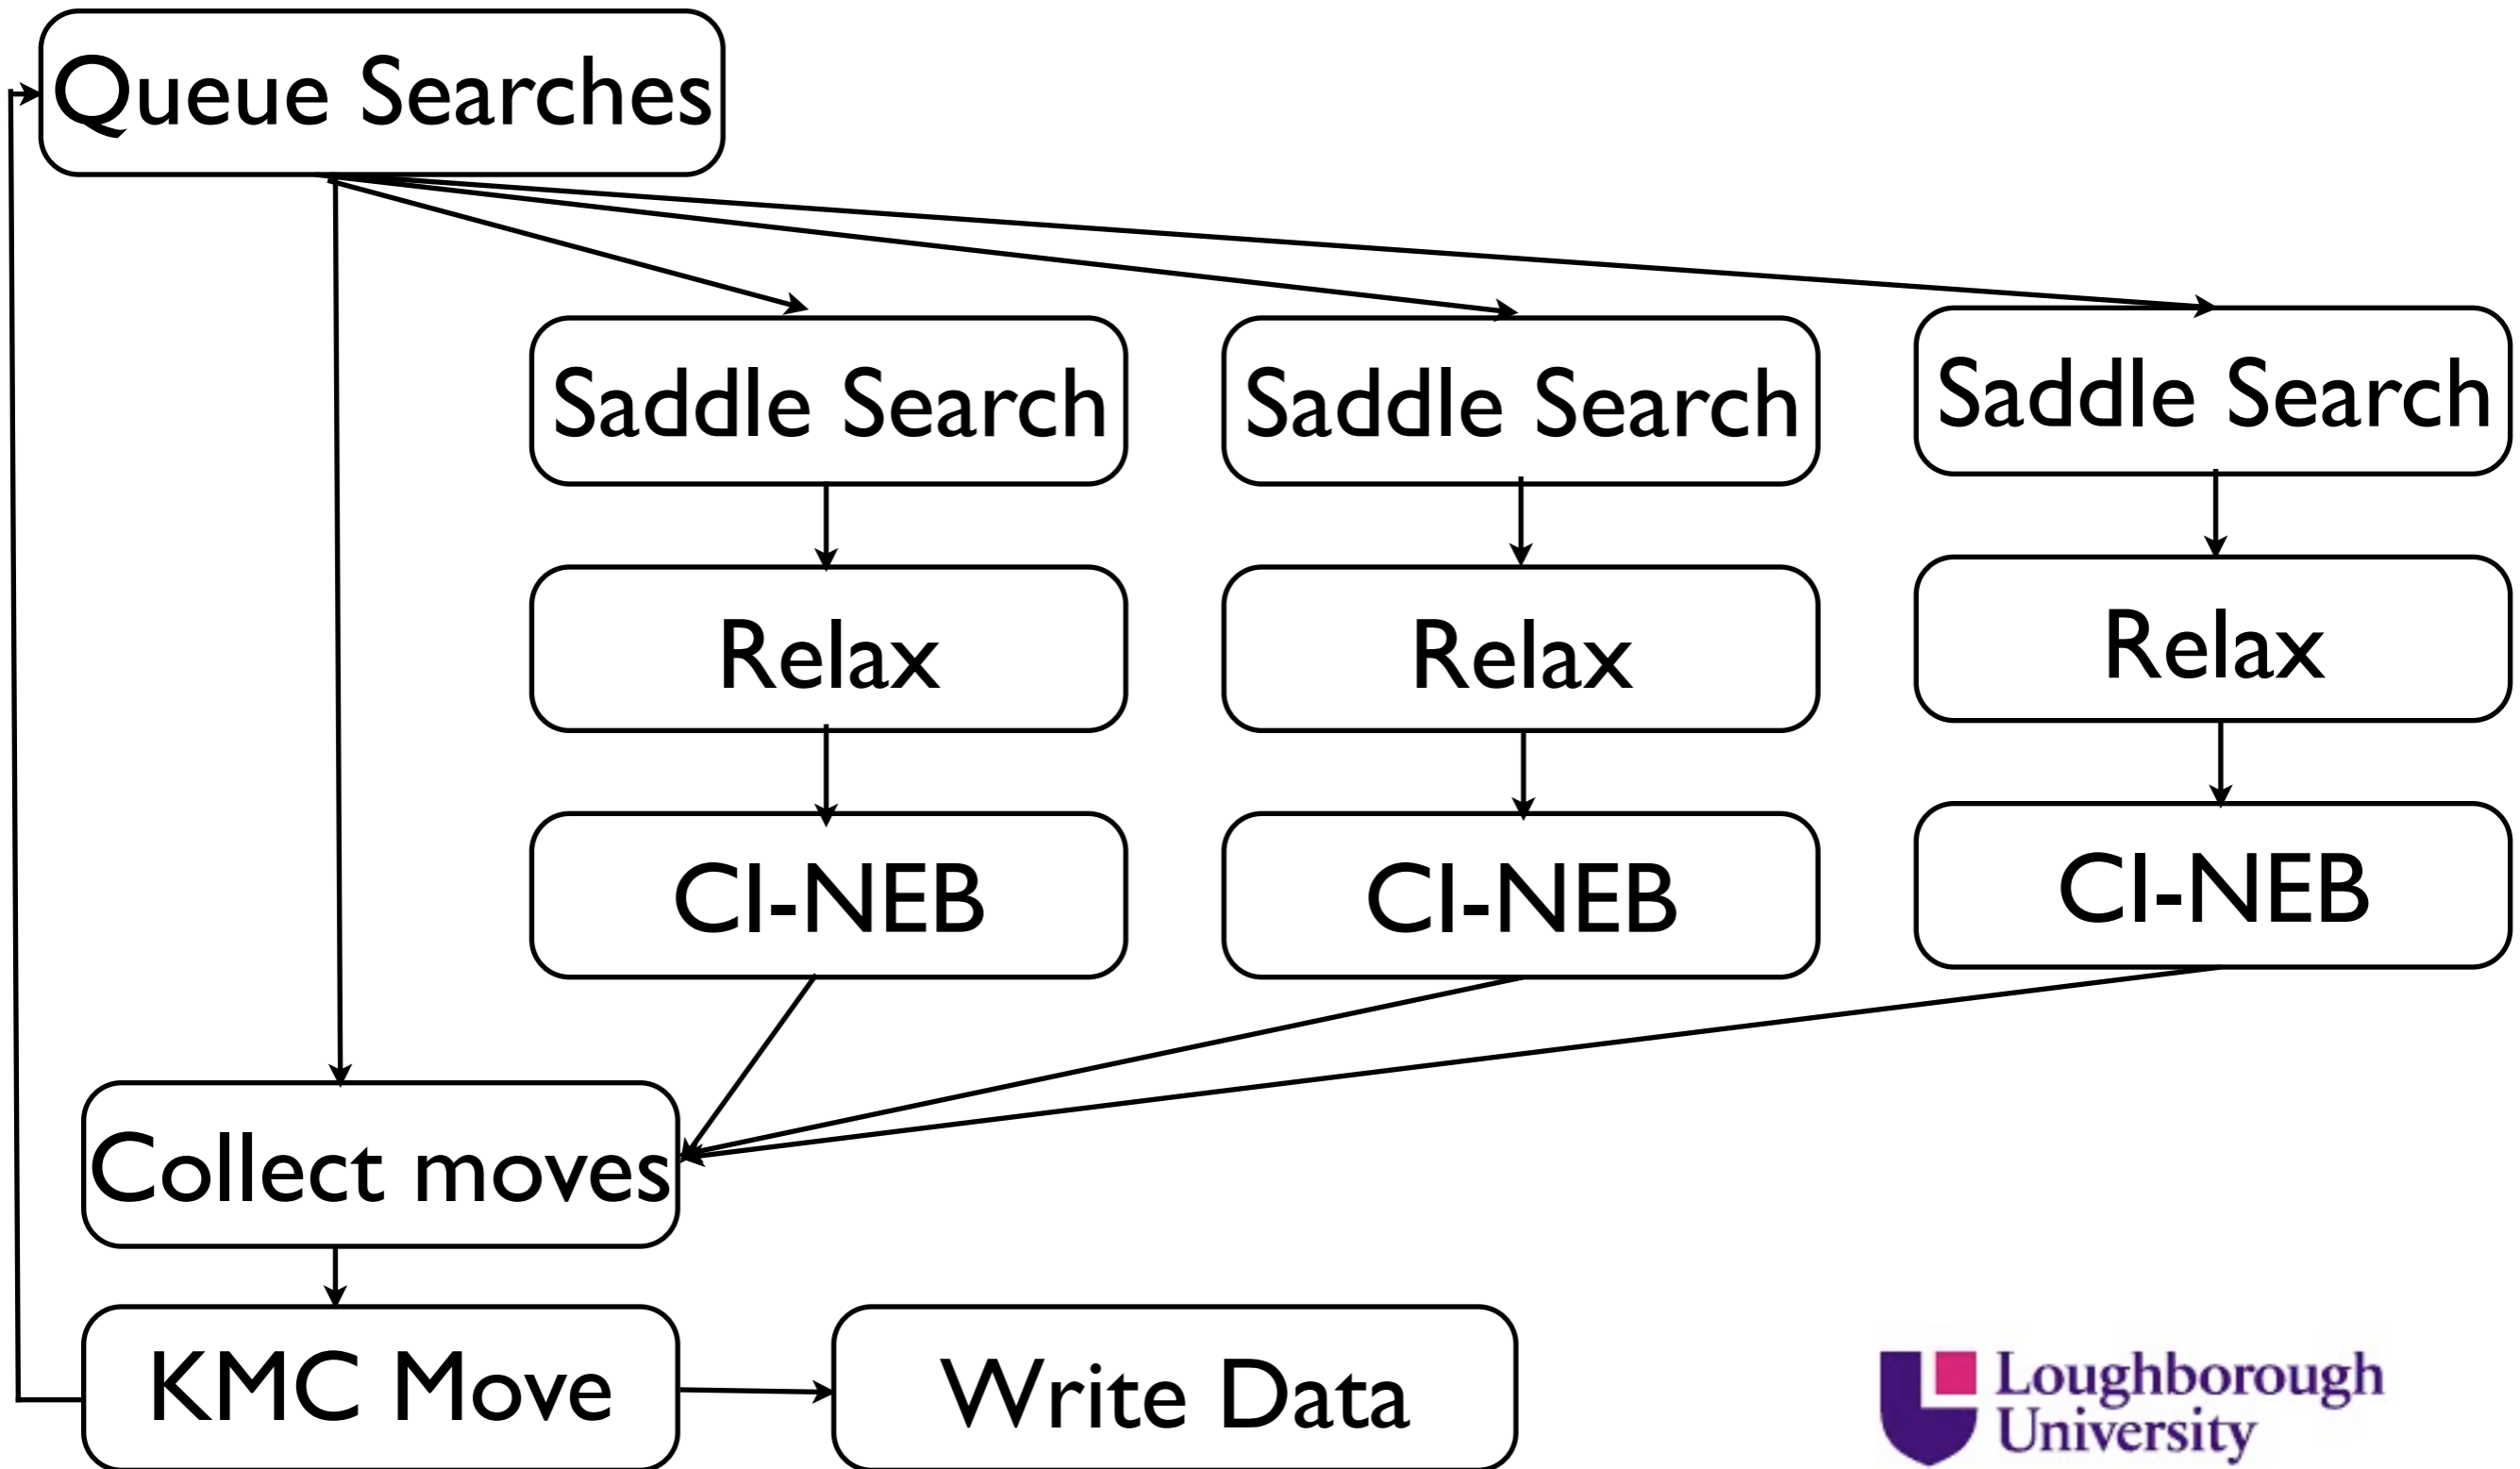 Queue Searches
Saddle Search
Saddle Search
Saddle Search
Relax
Relax
Relax
CI-NEB
CI-NEB
CI-NEB
Collect moves
KMC Move
Write Data
Loughborough
University